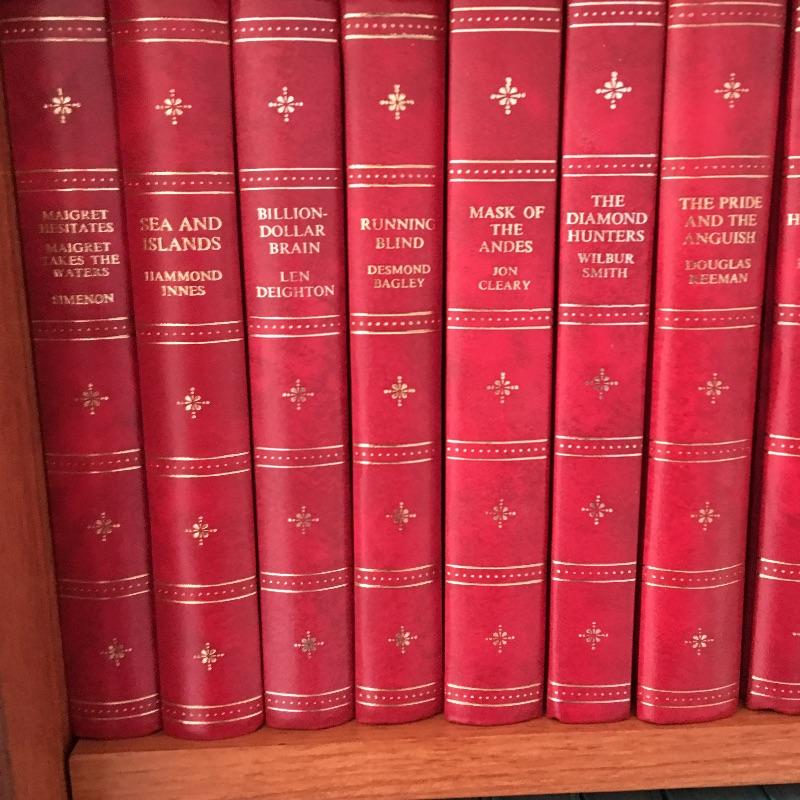 MAIGRET
HESITATES
MAIGRET
TAKES THE
WATERS
SIMENON
SEA AND
ISLANDS
HAMMOND
INNES
BILLION-
DOLLAR
BRAIN
LEN
DEIGHTON
RUNNING
BLIND
DESMOND
BAGLEY
MASK OF
THE
ANDES
JON
CLEARY
THE
DIAMOND
HUNTERS
WILBUR
SMITH
THE PRIDE
AND THE
ANGUISH
DOUGLAS
REEMAN